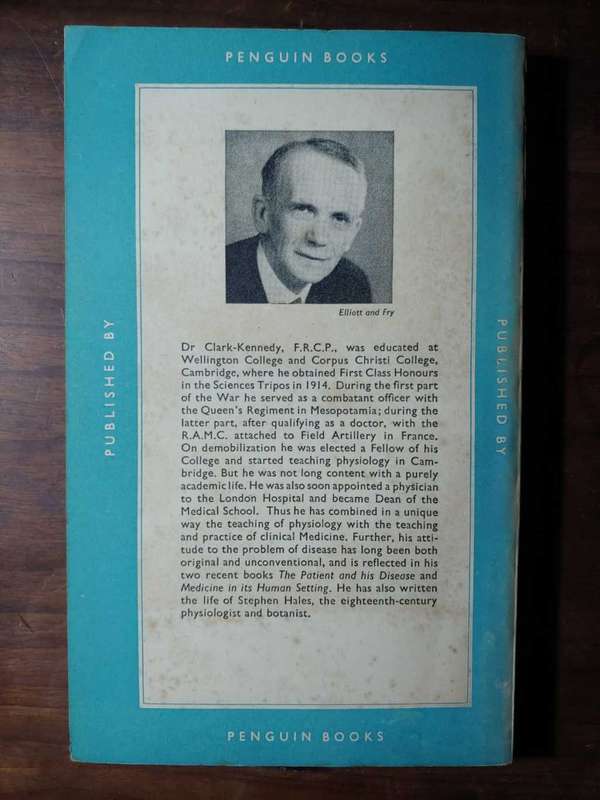 PENGUIN BOOKS
PUBLISHED BY
PUBLISHED BY
Elliott and Fry
Dr Clark-Kennedy, F.R.C.P., was educated at
Wellington College and Corpus Christi College,
Cambridge, where he obtained First Class Honours
in the Sciences Tripos in 1914. During the first part
of the War he served as a combatant officer with
the Queen's Regiment in Mesopotamia; during the
latter part, after qualifying as a doctor, with the
R.A.M.C. attached to Field Artillery in France.
On demobilization he was elected a Fellow of his
College and started teaching physiology in Cam-
bridge. But he was not long content with a purely
academic life. He was also soon appointed a physician
to the London Hospital and became Dean of the
Medical School. Thus he has combined in a unique
way the teaching of physiology with the teaching
and practice of clinical Medicine. Further, his atti-
tude to the problem of disease has long been both
original and unconventional, and is reflected in his
two recent books The Patient and his Disease and
Medicine in its Human Setting. He has also written
the life of Stephen Hales, the eighteenth-century
physiologist and botanist.
PENGUIN BOOKS